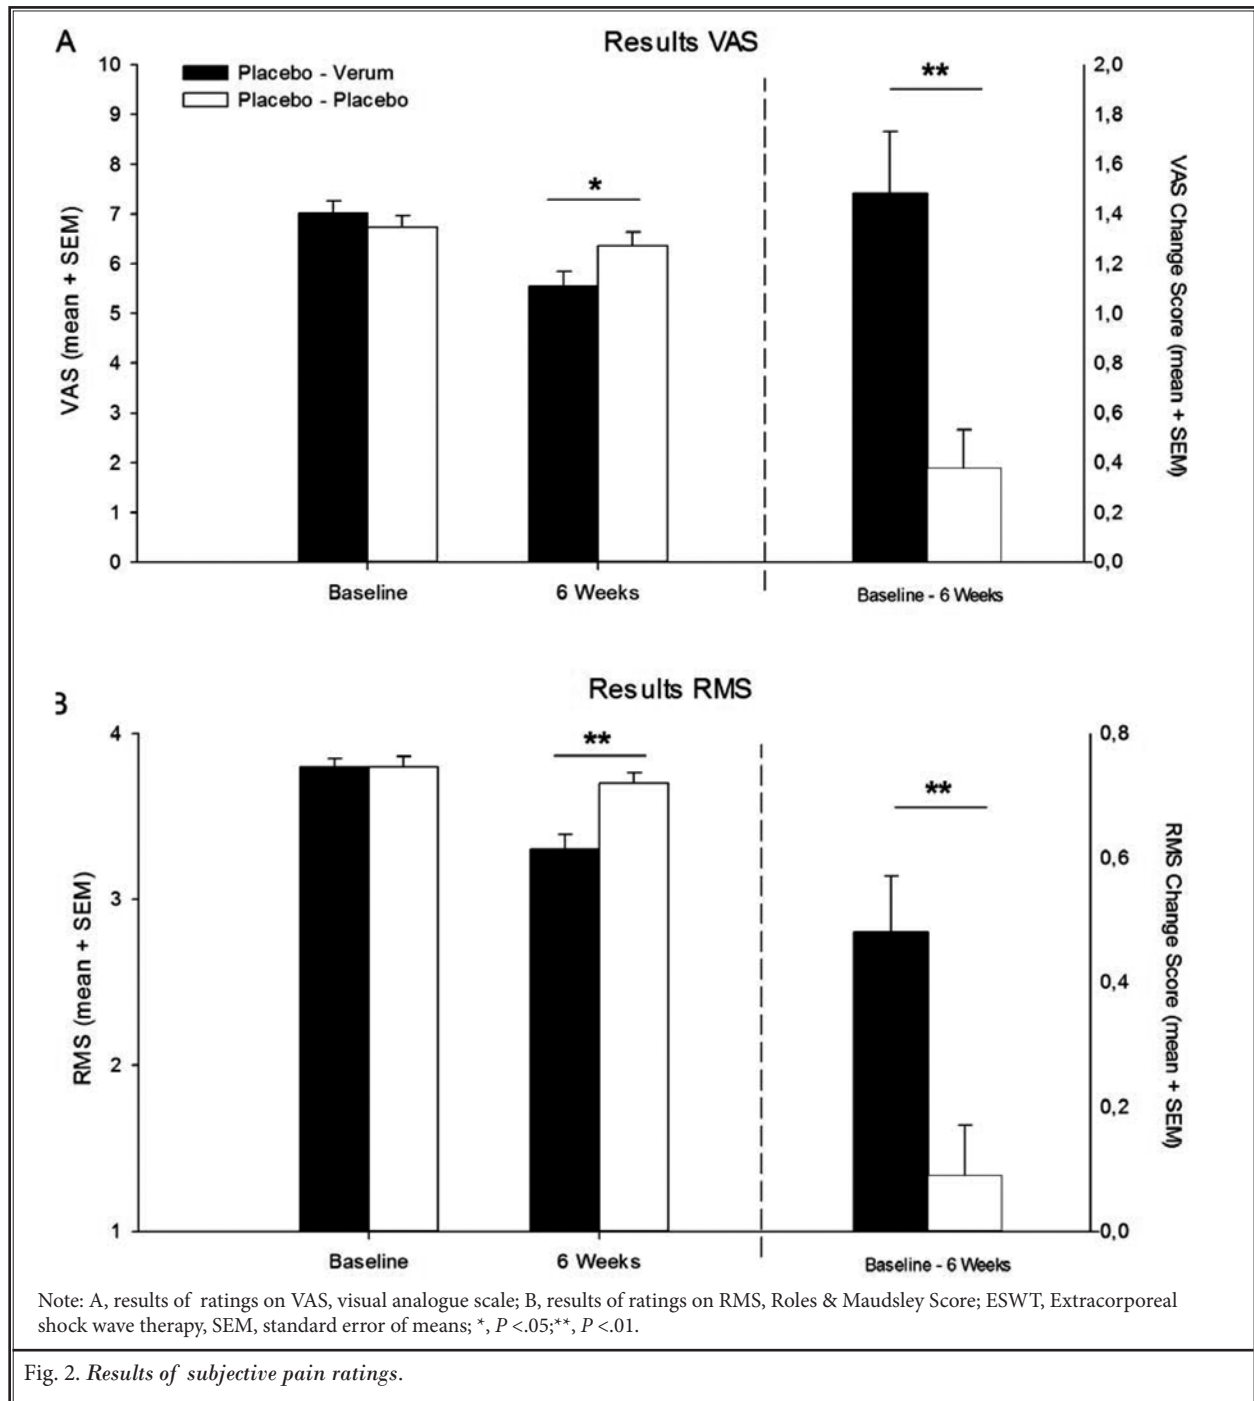 A
Results VAS
Placebo - Verum
Placebo - Placebo
10
9
8
7
6
5
4
3
2
1
0
VAS (mean + SEM)
*
**
2,0
1,8
1,6
1,4
1,2
1,0
0,8
0,6
0,4
0,2
0,0
VAS Change Score (mean + SEM)
Baseline
6 Weeks
Baseline - 6 Weeks
B
Results RMS
4
3
2
1
RMS (mean + SEM)
**
**
0,8
0,6
0,4
0,2
0,0
RMS Change Score (mean + SEM)
Baseline
6 Weeks
Baseline - 6 Weeks
Note: A, results of ratings on VAS, visual analogue scale; B, results of ratings on RMS, Roles & Maudsley Score; ESWT, Extracorporeal
shock wave therapy, SEM, standard error of means; *, P <.05;**, P <.01.
Fig. 2. Results of subjective pain ratings.